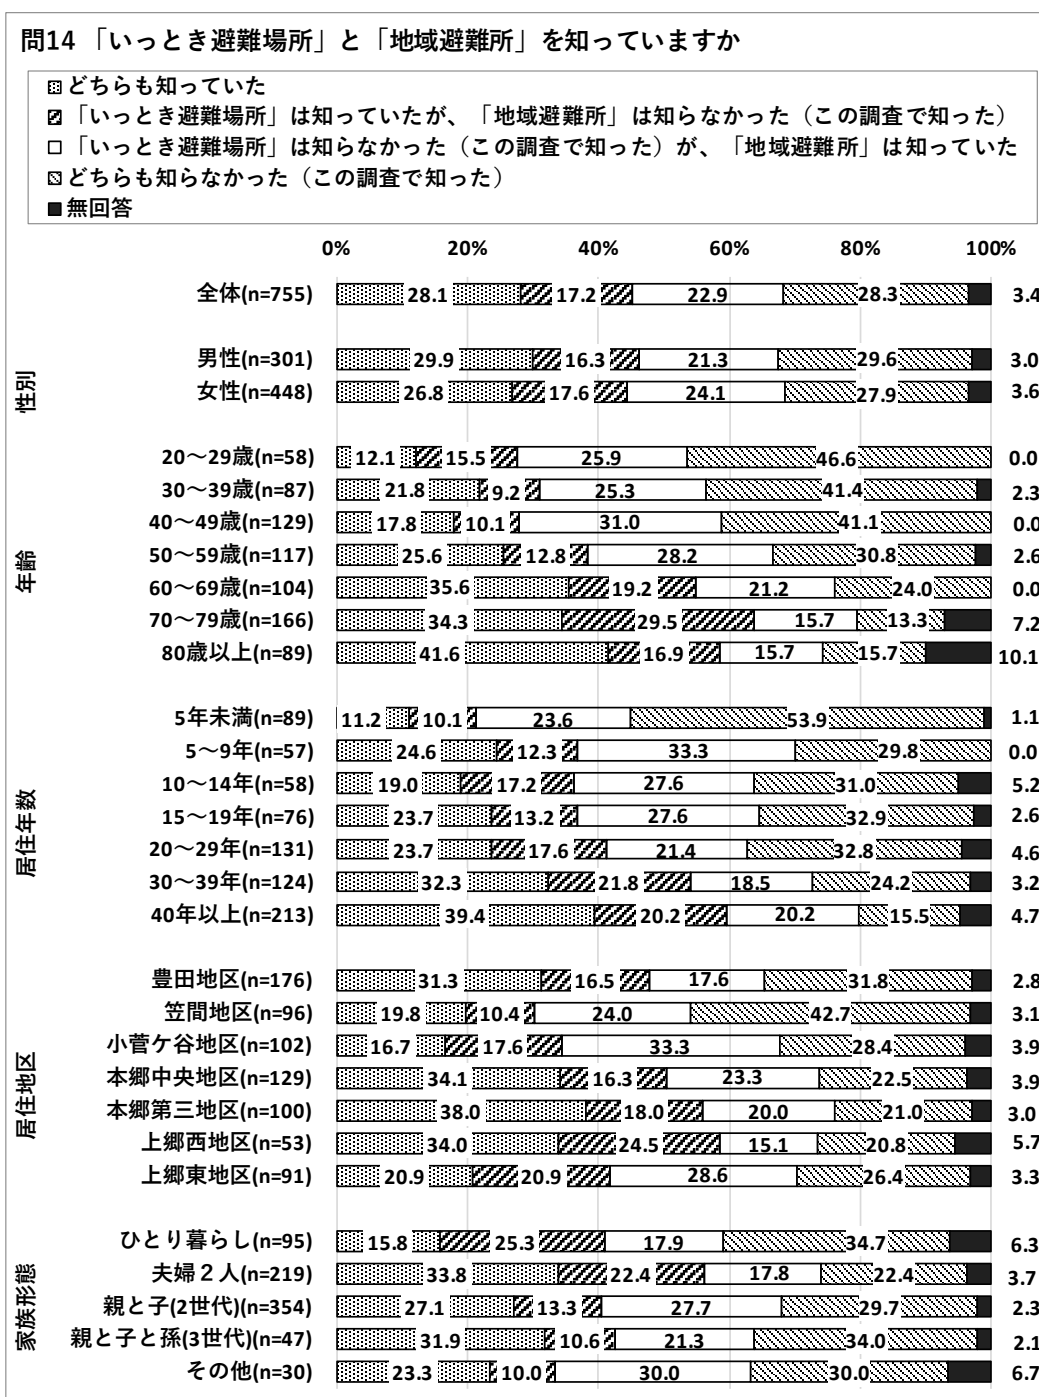 問14 「いっとき避難場所」と「地域避難所」を知っていますか
どちらも知っていた
「いっとき避難場所」は知っていたが、「地域避難所」は知らなかった（この調査で知った）
「いっとき避難場所」は知らなかった（この調査で知った）が、「地域避難所」は知っていた
どちらも知らなかった（この調査で知った）
無回答
0% 20% 40% 60% 80% 100%
全体(n=755) 28.1 17.2 22.9 28.3 3.4
性別
男性(n=301) 29.9 16.3 21.3 29.6 3.0
女性(n=448) 26.8 17.6 24.1 27.9 3.6
年齢
20～29歳(n=58) 12.1 15.5 25.9 46.6 0.0
30～39歳(n=87) 21.8 9.2 25.3 41.4 2.3
40～49歳(n=129) 17.8 10.1 31.0 41.1 0.0
50～59歳(n=117) 25.6 12.8 28.2 30.8 2.6
60～69歳(n=104) 35.6 19.2 21.2 24.0 0.0
70～79歳(n=166) 34.3 29.5 15.7 13.3 7.2
80歳以上(n=89) 41.6 16.9 15.7 15.7 10.1
居住年数
5年未満(n=89) 11.2 10.1 23.6 53.9 1.1
5～9年(n=57) 24.6 12.3 33.3 29.8 0.0
10～14年(n=58) 19.0 17.2 27.6 31.0 5.2
15～19年(n=76) 23.7 13.2 27.6 32.9 2.6
20～29年(n=131) 23.7 17.6 21.4 32.8 4.6
30～39年(n=124) 32.3 21.8 18.5 24.2 3.2
40年以上(n=213) 39.4 20.2 20.2 15.5 4.7
居住地区
豊田地区(n=176) 31.3 16.5 17.6 31.8 2.8
笠間地区(n=96) 19.8 10.4 24.0 42.7 3.1
小菅ケ谷地区(n=102) 16.7 17.6 33.3 28.4 3.9
本郷中央地区(n=129) 34.1 16.3 23.3 22.5 3.9
本郷第三地区(n=100) 38.0 18.0 20.0 21.0 3.0
上郷西地区(n=53) 34.0 24.5 15.1 20.8 5.7
上郷東地区(n=91) 20.9 20.9 28.6 26.4 3.3
家族形態
ひとり暮らし(n=95) 15.8 25.3 17.9 34.7 6.3
夫婦２人(n=219) 33.8 22.4 17.8 22.4 3.7
親と子(2世代)(n=354) 27.1 13.3 27.7 29.7 2.3
親と子と孫(3世代)(n=47) 31.9 10.6 21.3 34.0 2.1
その他(n=30) 23.3 10.0 30.0 30.0 6.7